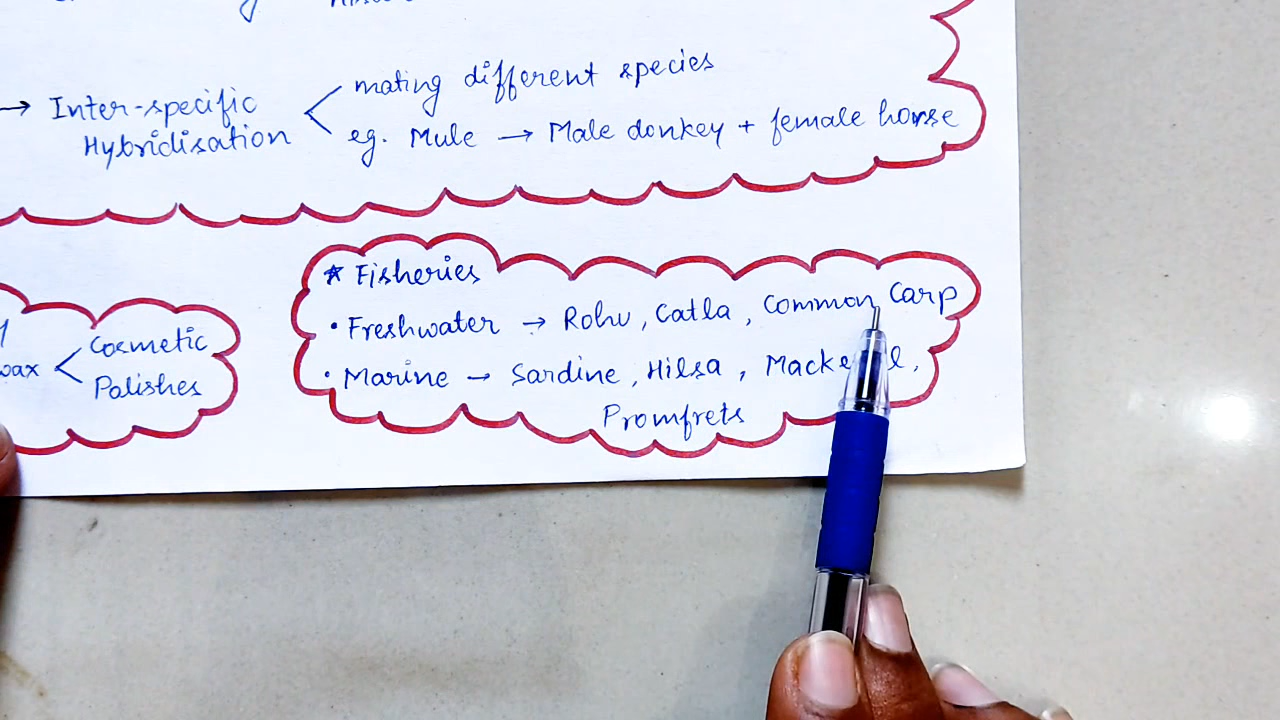 → Inter-specific Hybridisation
mating different species
eg. Mule → Male donkey + female horse
wax
Cosmetic
Polishes
* Fisheries
• Freshwater → Rohu, Catla, Common Carp
• Marine → Sardine, Hilsa,
Promfrets